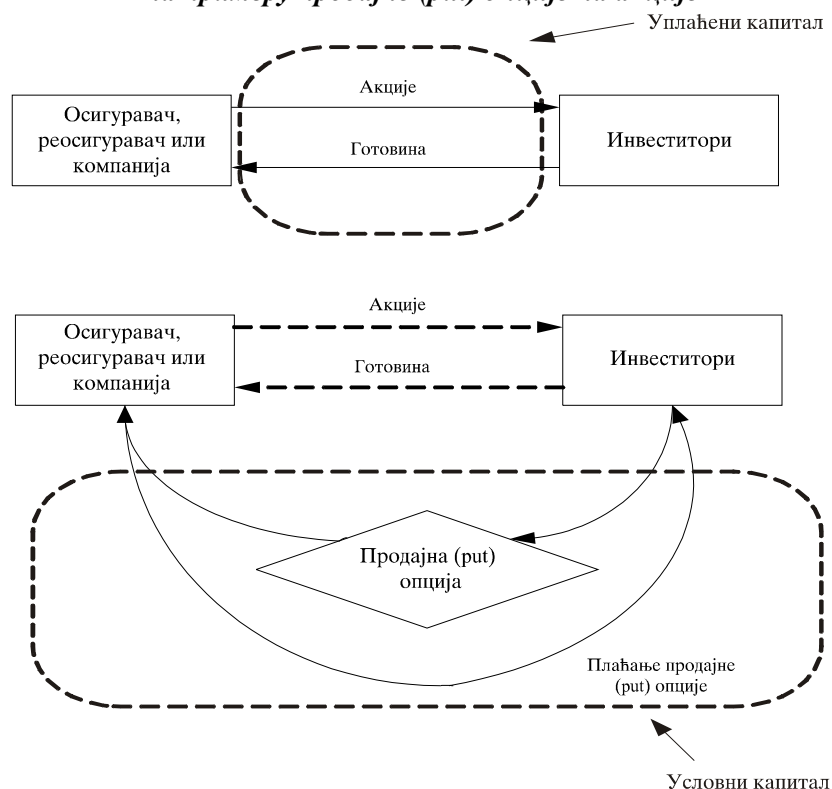 (put)
Уплаћени капитал
Акције
Осигуравач,
реосигуравач или
компанија
Готовина
Инвеститори
Акције
Осигуравач,
реосигуравач или
компанија
Готовина
Инвеститори
Продајна (put)
опција
Плаћање продајне
(put) опције
Условни капитал